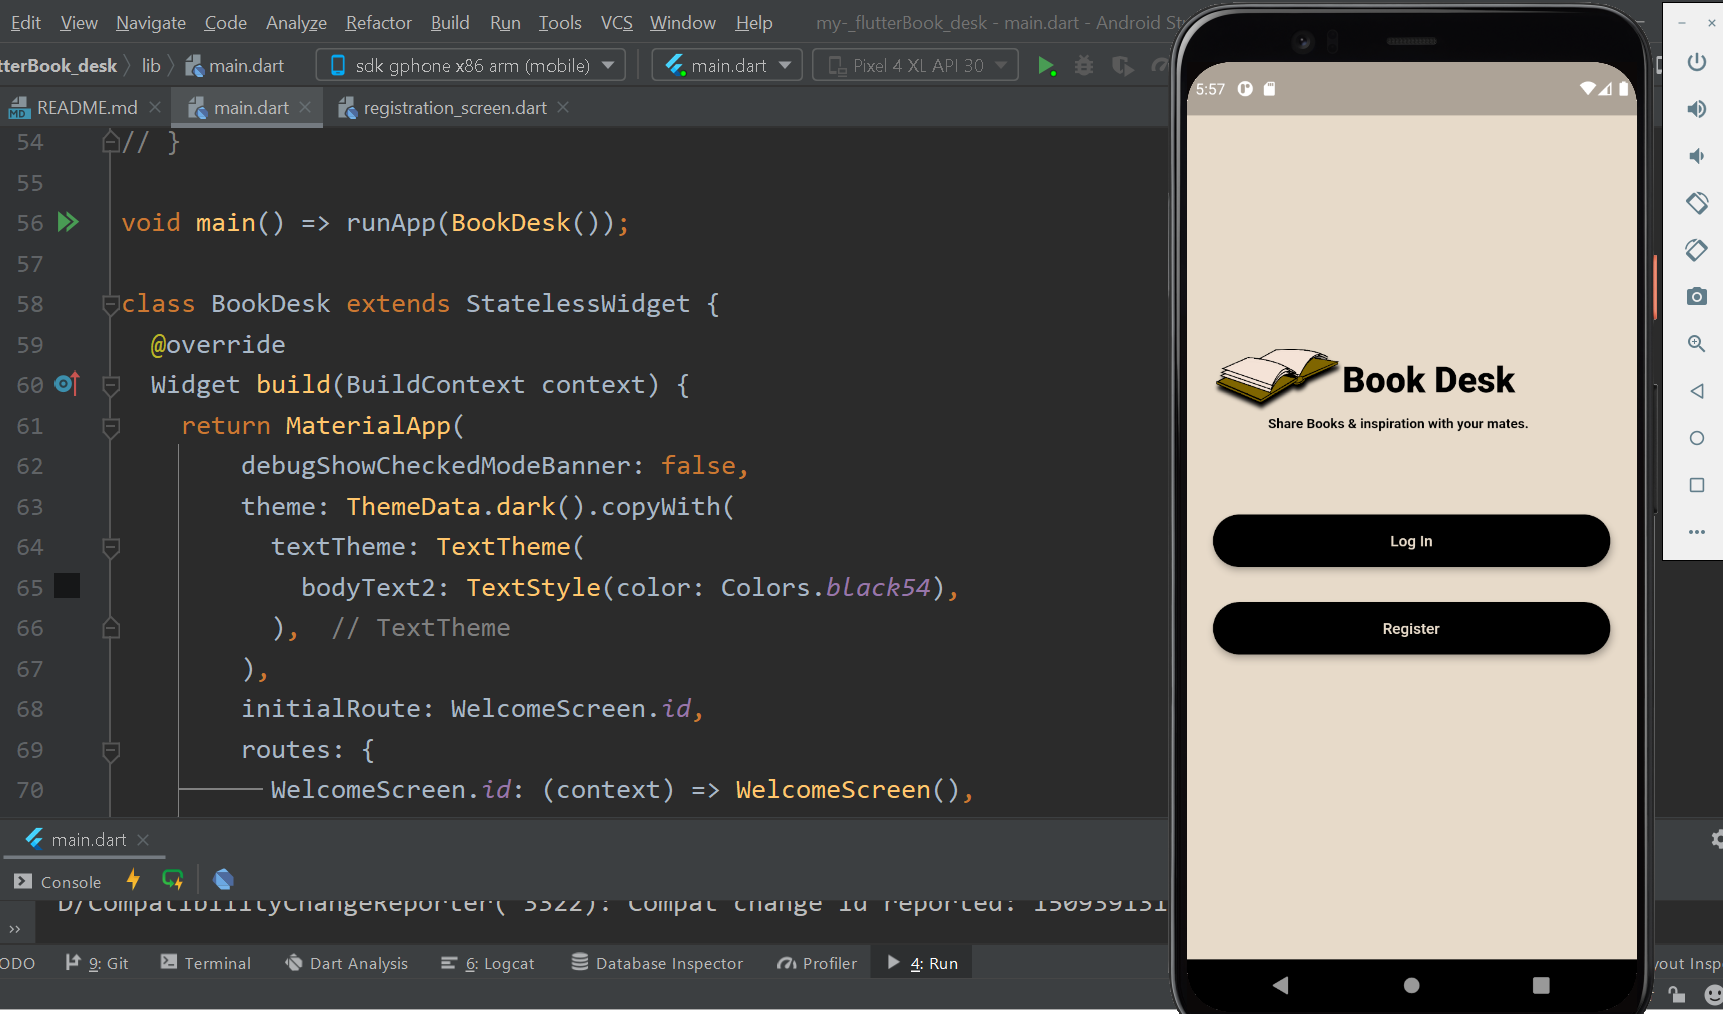 Edit View Navigate Code Analyze Refactor Build Run Tools VCS Window Help my-_flutterBook_desk - main.dart - Android St
tterBook_desk lib main.dart sdk gphone x86 arm (mobile) main.dart Pixel 4 XL API 30
README.md main.dart registration_screen.dart
54 // }
55
56 void main() => runApp(BookDesk());
57
58 class BookDesk extends StatelessWidget {
59 @override
60 Widget build(BuildContext context) {
61 return MaterialApp(
62 debugShowCheckedModeBanner: false,
63 theme: ThemeData.dark().copyWith(
64 textTheme: TextTheme(
65 bodyText2: TextStyle(color: Colors.black54),
66 ), // TextTheme
67 ),
68 initialRoute: WelcomeScreen.id,
69 routes: {
70 WelcomeScreen.id: (context) => WelcomeScreen(),
main.dart
Console
D/CompatibilityChangeReporter( 3322): Compat change id reported: 150939131
ODO 9: Git Terminal Dart Analysis 6: Logcat Database Inspector Profiler 4: Run yout Insp
5:57
Book Desk
Share Books & inspiration with your mates.
Log In
Register